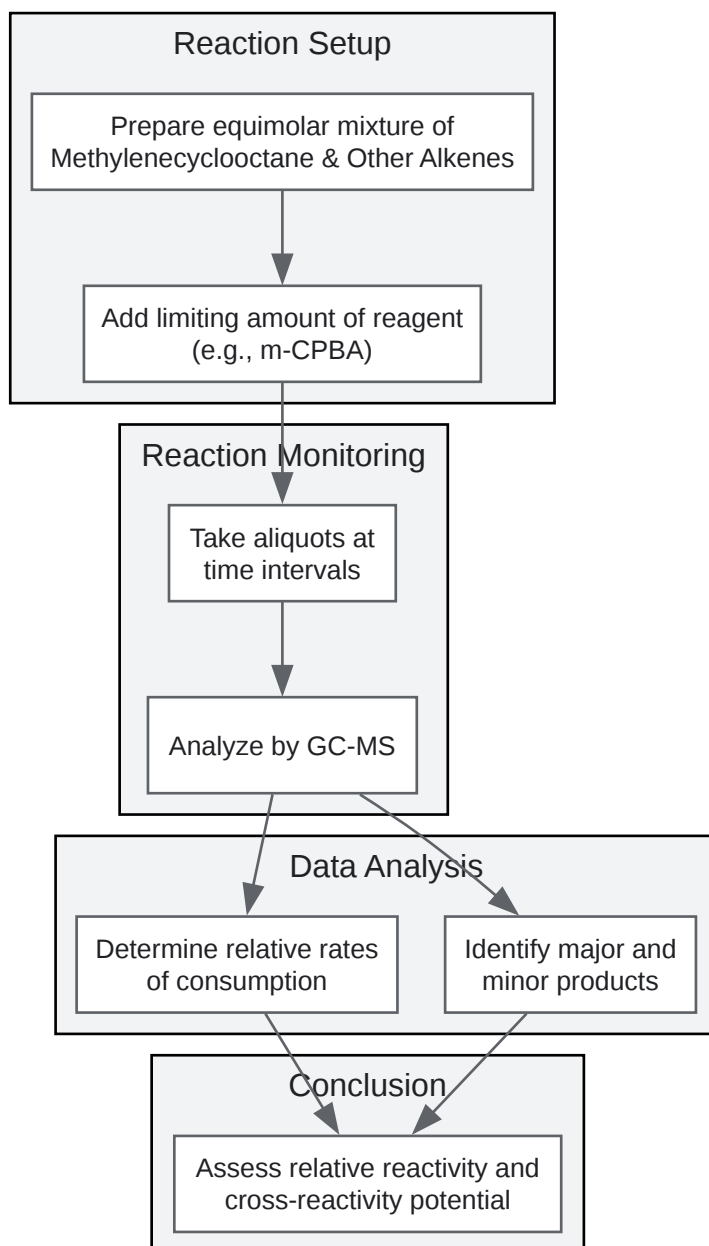 Reaction Setup
Prepare equimolar mixture of
Methylenecyclooctane & Other Alkenes
Add limiting amount of reagent
(e.g., m-CPBA)
Reaction Monitoring
Take aliquots at
time intervals
Analyze by GC-MS
Data Analysis
Determine relative rates
of consumption
Identify major and
minor products
Conclusion
Assess relative reactivity and
cross-reactivity potential